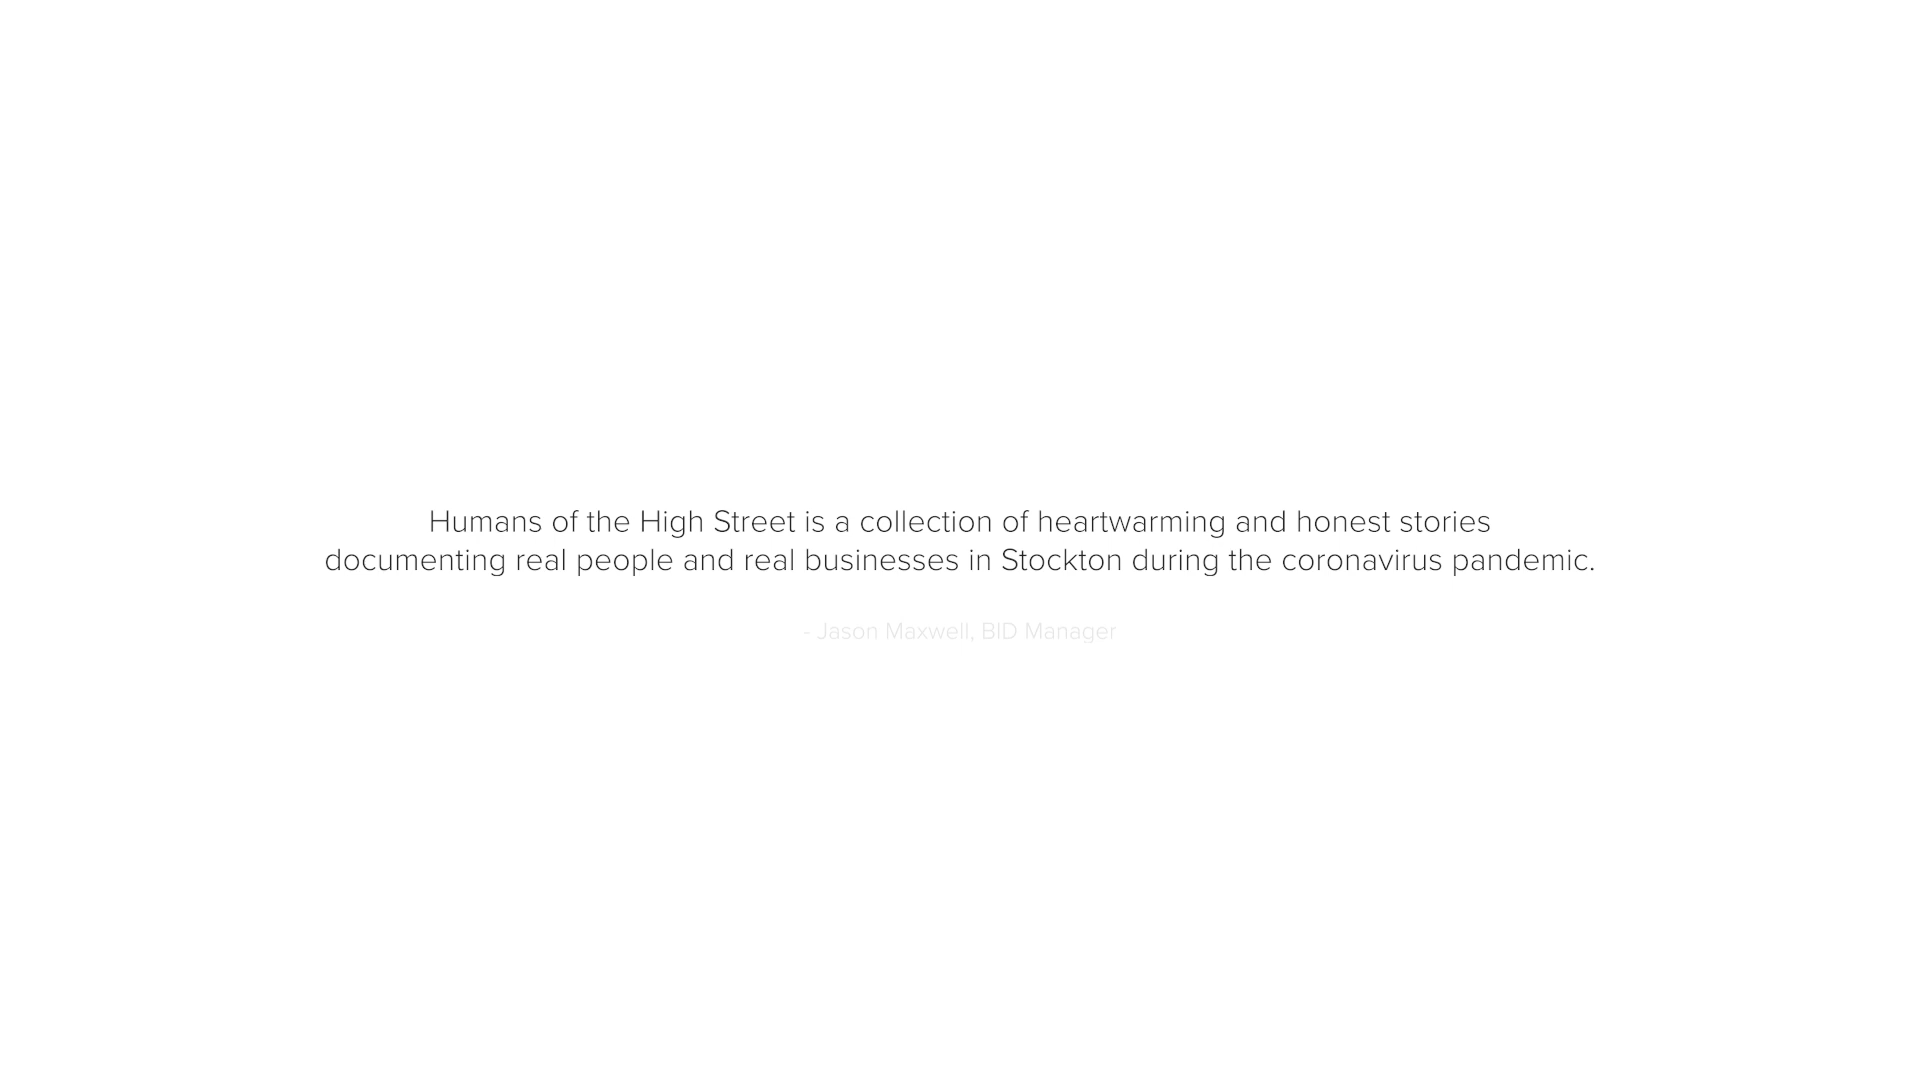 Humans of the High Street is a collection of heartwarming and honest stories
documenting real people and real businesses in Stockton during the coronavirus pandemic.
- Jason Maxwell, BID Manager